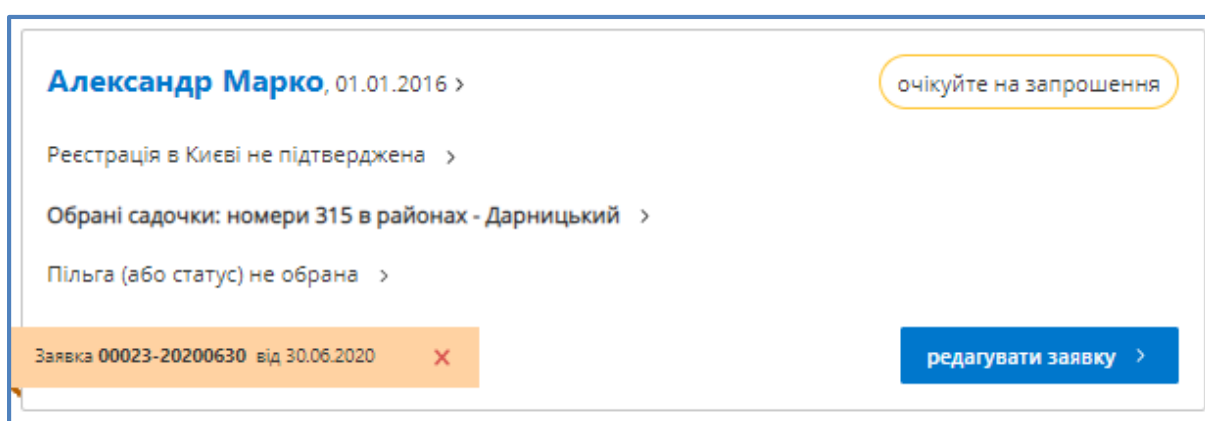 Александр Марко, 01.01.2016 >
очікуйте на запрошення
Реєстрація в Києві не підтверджена >
Обрані садочки: номери 315 в районах - Дарницький >
Пільга (або статус) не обрана >
Заявка 00023-20200630 від 30.06.2020 ×
редагувати заявку >